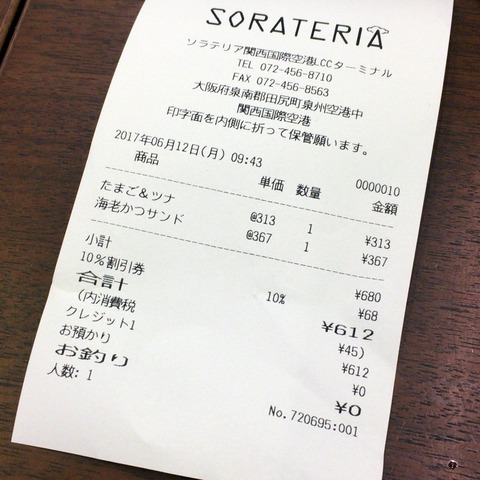 SORATERIA
ソラテリア関西国際空港LCCターミナル
TEL 072-456-8710
FAX 072-456-8563
大阪府泉南郡田尻町泉州空港中
関西国際空港
印字面を内側に折って保管願います。
2017年06月12日(月) 09:43 0000010
商品 単価 数量 金額
たまご&ツナ @313 1 ¥313
海老かつサンド @367 1 ¥367
小計 ¥680
10%割引券 10% ¥68
合計 ¥612
(内消費税 ¥45)
クレジット1 ¥612
お預かり ¥0
お釣り ¥0
人数: 1
No.720695:001